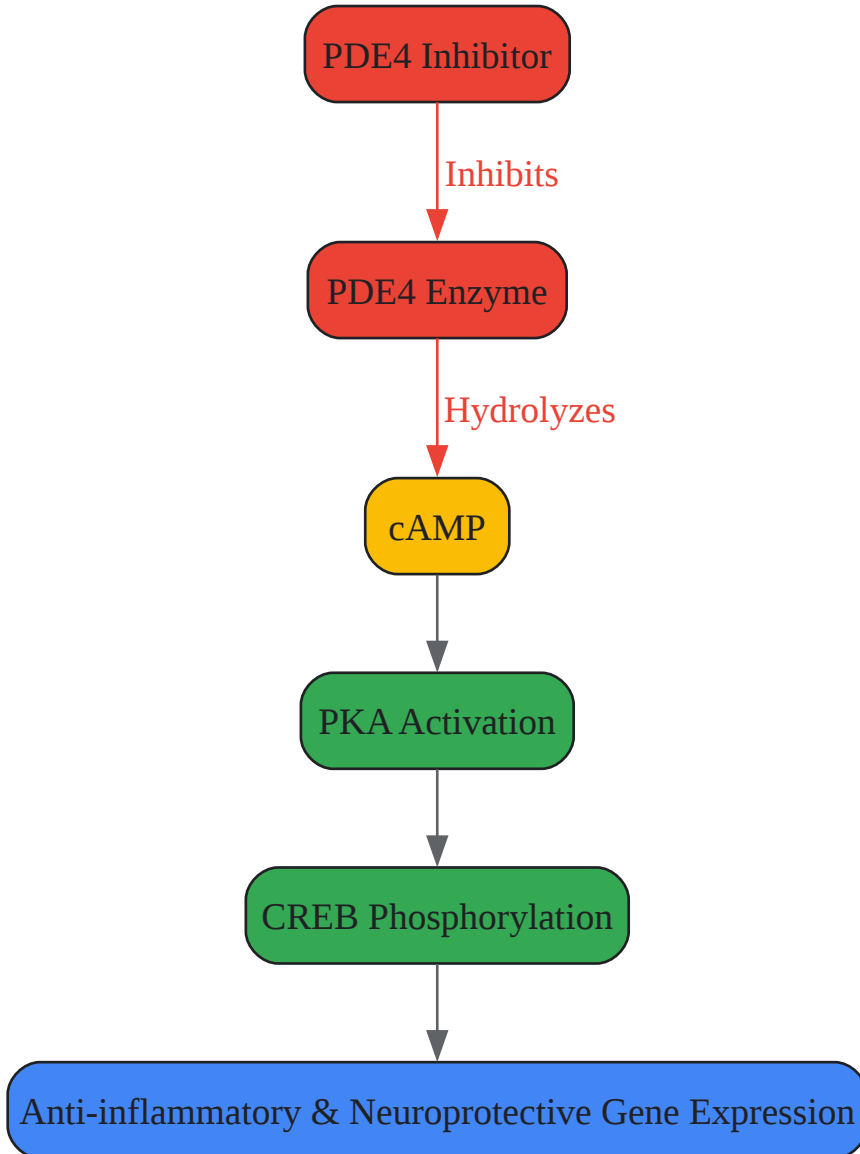 PDE4 Inhibitor
Inhibits
PDE4 Enzyme
Hydrolyzes
cAMP
PKA Activation
CREB Phosphorylation
Anti-inflammatory & Neuroprotective Gene Expression